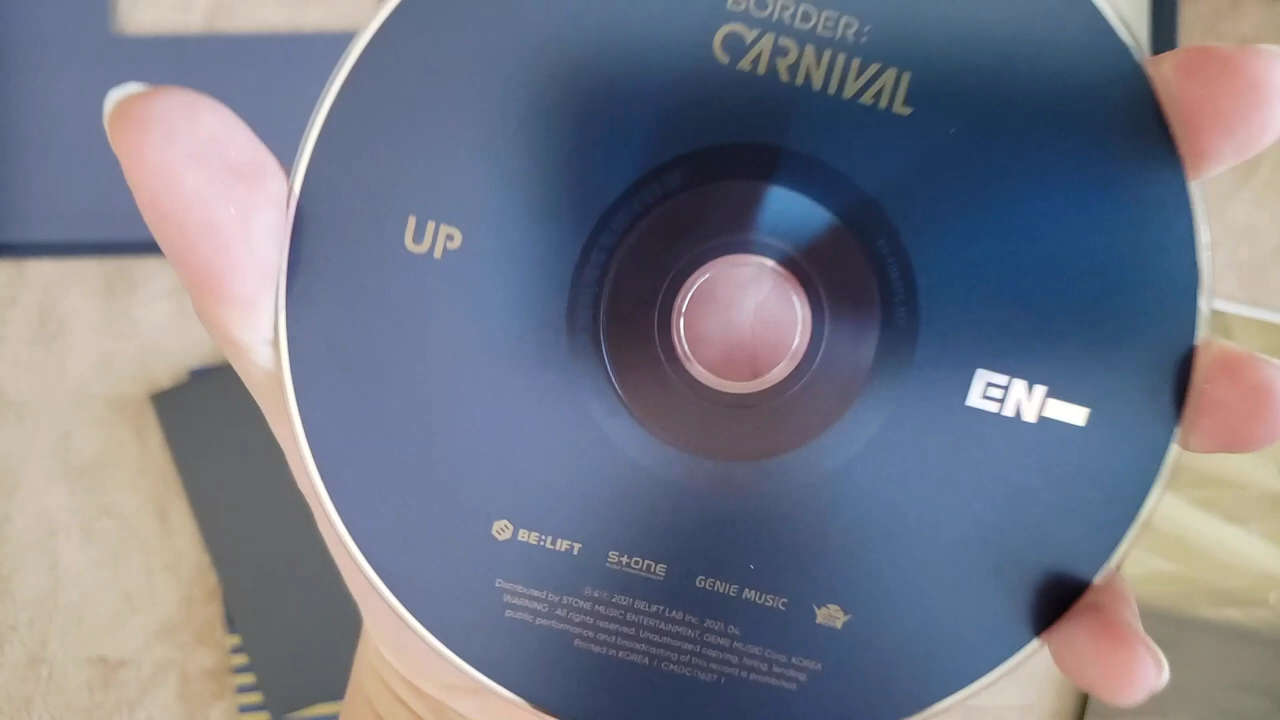 BORDER:
CARNIVAL
UP
EN-
BE:LIFT
STONE
GENIE MUSIC
2021 BELIFT LAB Inc. 2021. 04.
Distributed by STONE MUSIC ENTERTAINMENT, GENIE MUSIC Corp. KOREA
WARNING : All rights reserved. Unauthorized copying, hiring, lending,
public performance and broadcasting of this record is prohibited.
Printed in KOREA | CMDC11687 |